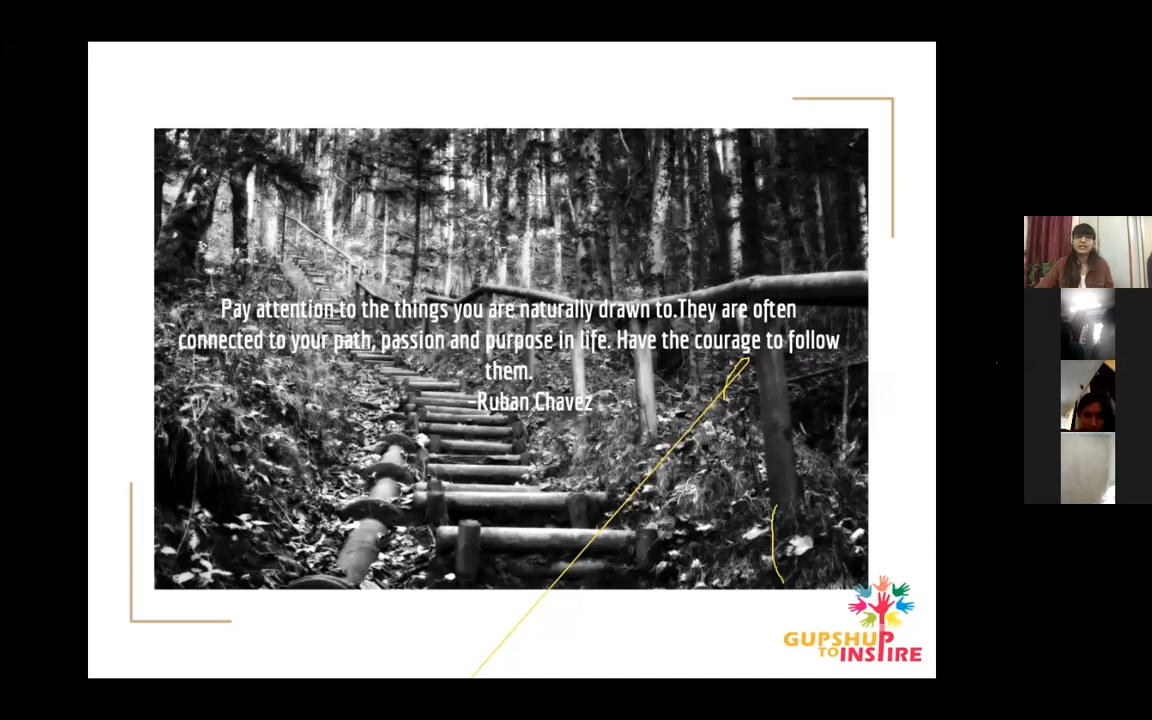 Pay attention to the things you are naturally drawn to.They are often
connected to your path, passion and purpose in life. Have the courage to follow
them.
-Ruban Chavez
GUPSHUP
TO INSPIRE